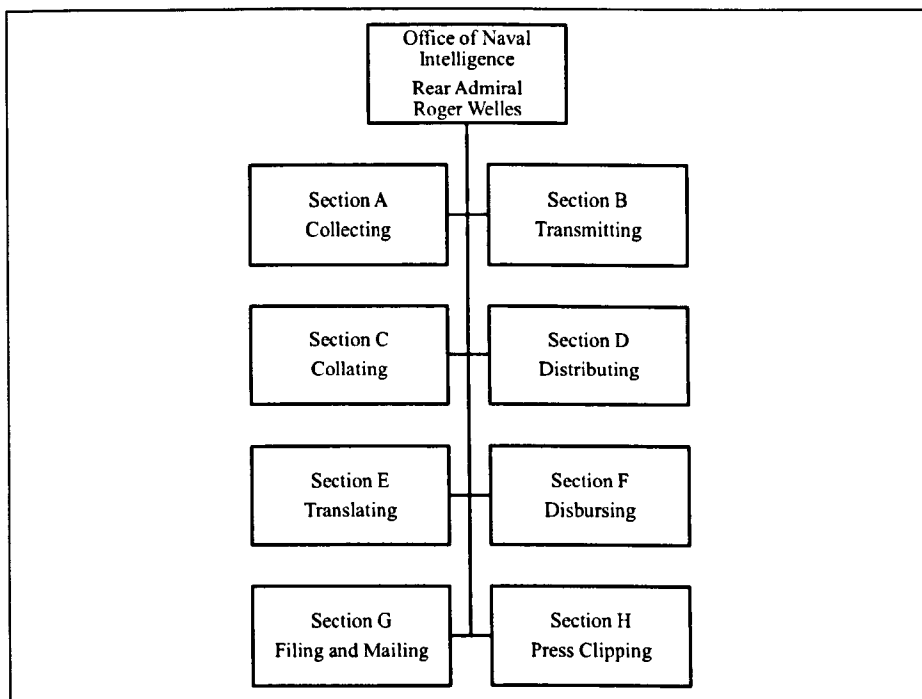 Office of Naval
Intelligence
Rear Admiral
Roger Welles
Section A
Collecting
Section B
Transmitting
Section C
Collating
Section D
Distributing
Section E
Translating
Section F
Disbursing
Section G
Filing and Mailing
Section H
Press Clipping